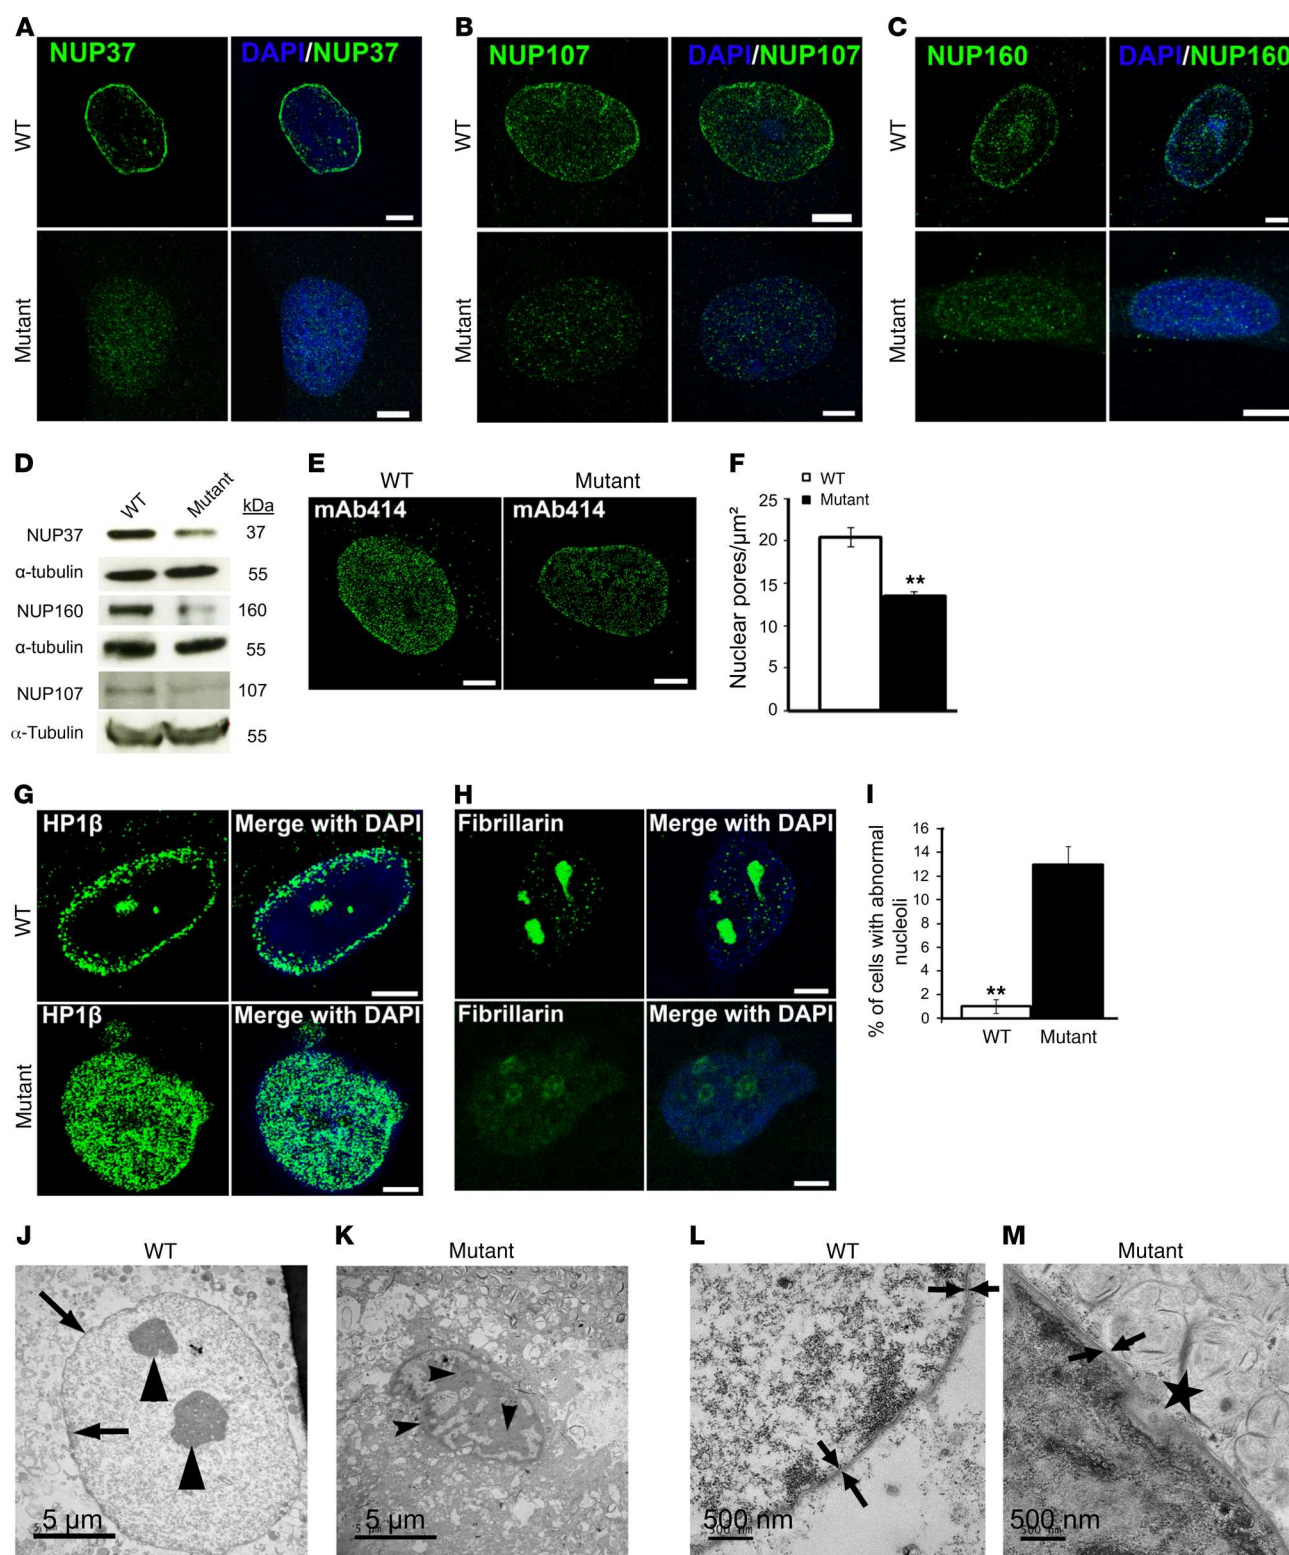 A
NUP37
DAPI/NUP37
WT
Mutant
B
NUP107
DAPI/NUP107
WT
Mutant
C
NUP160
DAPI/NUP160
WT
Mutant
D
WT
Mutant
kDa
NUP37
37
α-tubulin
55
NUP160
160
α-tubulin
55
NUP107
107
α-Tubulin
55
E
WT
Mutant
mAb414
mAb414
F
WT
Mutant
Nuclear pores/µm²
25
20
15
10
5
0
**
G
HP1β
Merge with DAPI
WT
HP1β
Merge with DAPI
Mutant
H
Fibrillarin
Merge with DAPI
Fibrillarin
Merge with DAPI
I
% of cells with abnormal
nucleoli
16
14
12
10
8
6
4
2
0
**
WT
Mutant
J
WT
5 µm
K
Mutant
5 µm
L
WT
500 nm
M
Mutant
500 nm